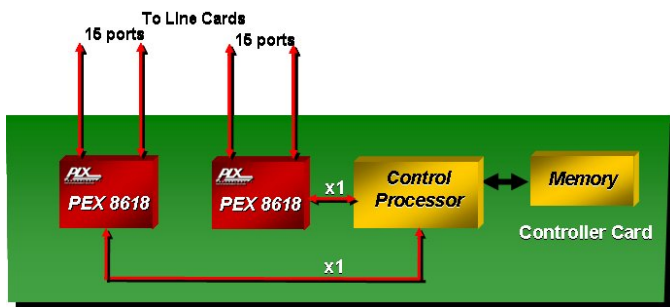 To Line Cards
15 ports
15 ports
PLX
PEX 8618
PLX
PEX 8618
x1
Control
Processor
Memory
Controller Card
x1